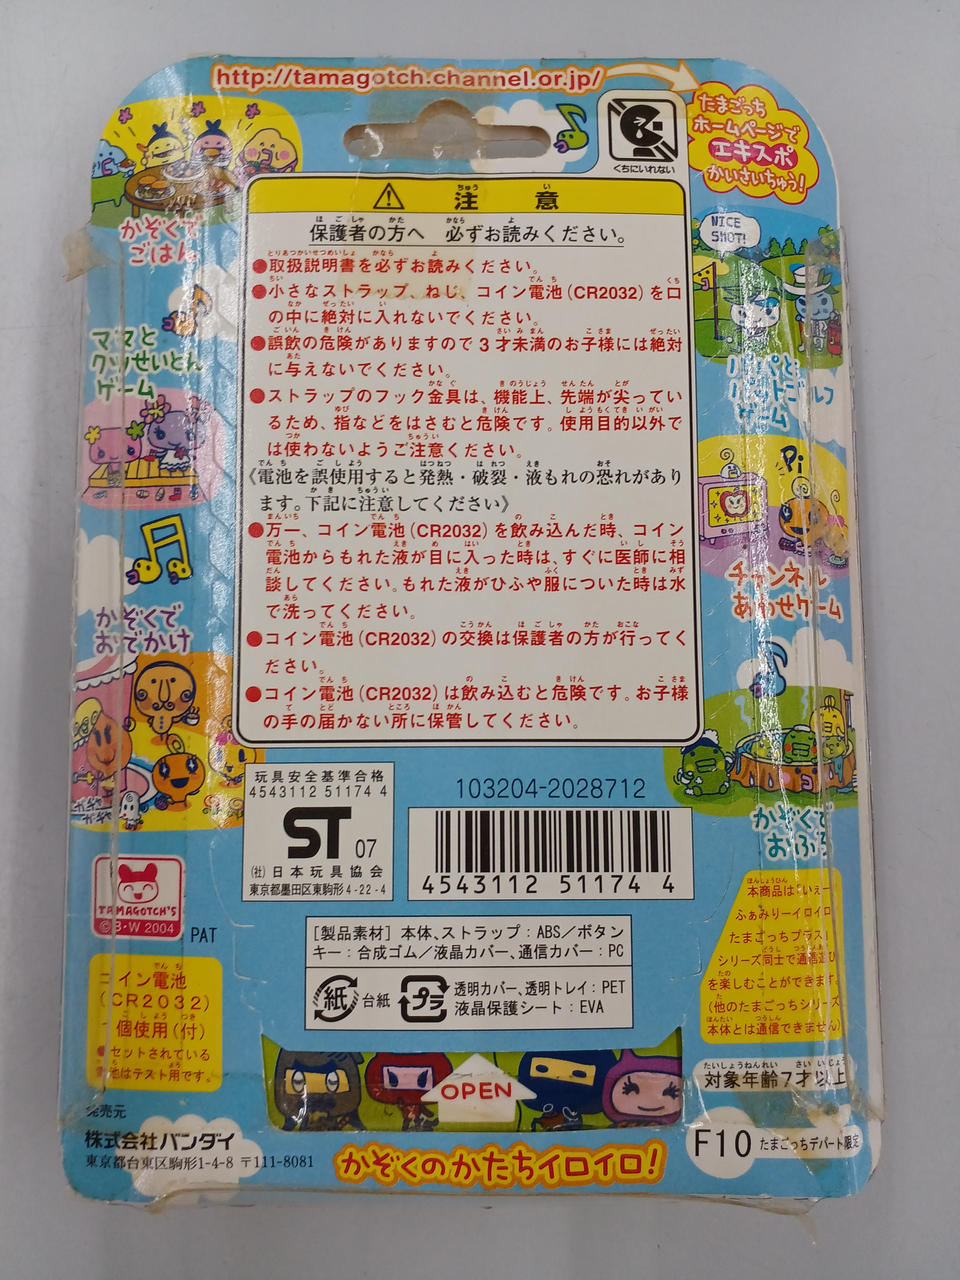 http://tamagotch.channel.or.jp/
たまごっち
ホームページで
エキスポ
かいさいちゅう!
くちにいれない
かぞくで
ごはん
ママと
クツせいとん
ゲーム
かぞくで
おでかけ
NICE
SHOT!
ゲーム
Pi
チャンネル
あわせゲーム
かぞくで
おふろ
注意
保護者の方へ 必ずお読みください。
●取扱説明書を必ずお読みください。
●小さなストラップ、ねじ、コイン電池(CR2032)を口
の中に絶対に入れないでください。
●誤飲の危険がありますので3才未満のお子様には絶対
に与えないでください。
●ストラップのフック金具は、機能上、先端が尖ってい
るため、指などをはさむと危険です。使用目的以外で
は使わないようご注意ください。
《電池を誤使用すると発熱・破裂・液もれの恐れがあり
ます。下記に注意してください》
●万一、コイン電池(CR2032)を飲み込んだ時、コイン
電池からもれた液が目に入った時は、すぐに医師に相
談してください。もれた液がひふや服についた時は水
で洗ってください。
●コイン電池(CR2032)の交換は保護者の方が行ってく
ださい。
●コイン電池(CR2032)は飲み込むと危険です。お子様
の手の届かない所に保管してください。
玩具安全基準合格
4543112 51174 4
ST 07
(社)日本玩具協会
東京都墨田区東駒形4-22-4
103204-2028712
4543112 51174 4
TAMAGOTCH'S
©B・W 2004
PAT
[製品素材]本体、ストラップ：ABS／ボタン
キー：合成ゴム／液晶カバー、通信カバー：PC
紙 台紙
プラ 透明カバー、透明トレイ：PET
液晶保護シート：EVA
コイン電池
(CR2032)
1個使用(付)
●セットされている
電池はテスト用です。
本商品は「いえー
ふぁみりーイロイロ
たまごっちプラス」
シリーズ同士で通信遊び
を楽しむことができます。
(他のたまごっちシリーズ
本体とは通信できません)
対象年齢7才以上
OPEN
発売元
株式会社バンダイ
東京都台東区駒形1-4-8 〒111-8081
かぞくのかたちイロイロ!
F10 たまごっちデパート限定